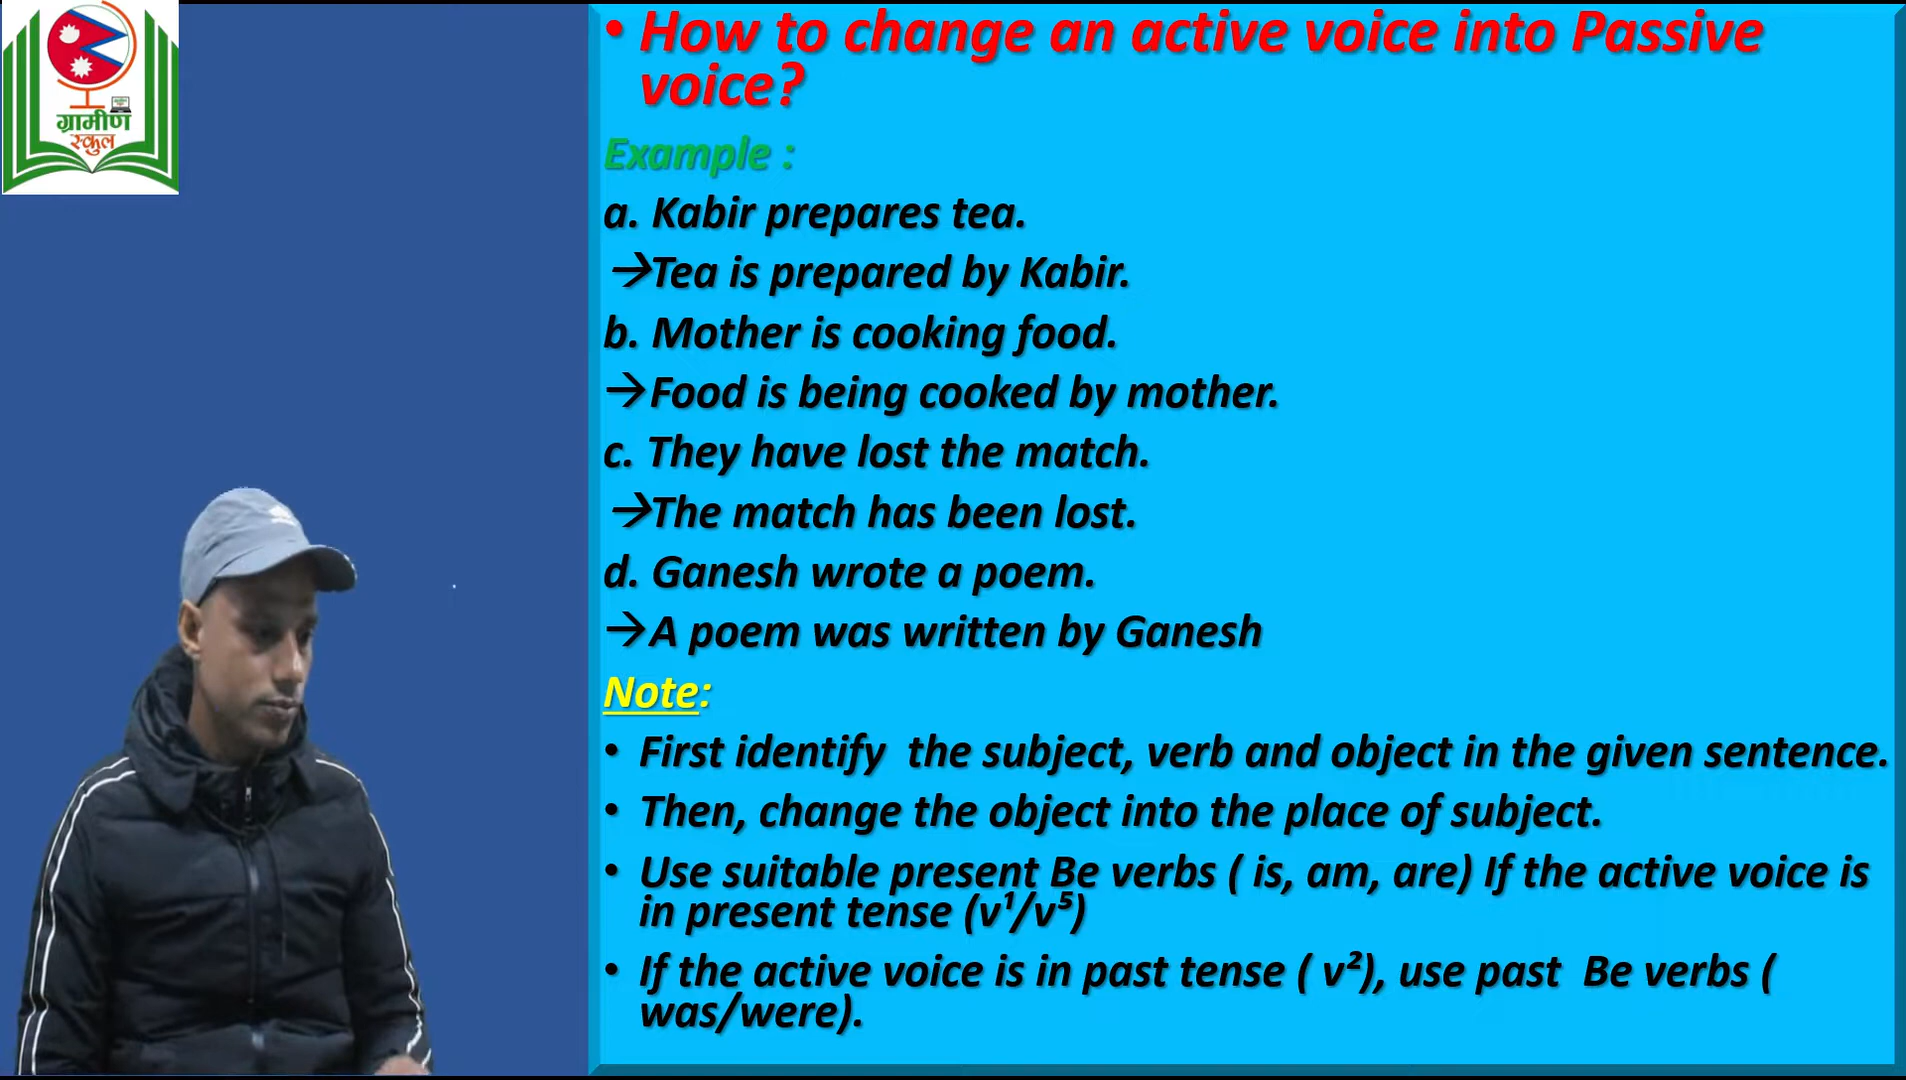 ग्रामीण
स्कुल
• How to change an active voice into Passive
voice?
Example :
a. Kabir prepares tea.
→Tea is prepared by Kabir.
b. Mother is cooking food.
→Food is being cooked by mother.
c. They have lost the match.
→The match has been lost.
d. Ganesh wrote a poem.
→A poem was written by Ganesh
Note:
• First identify  the subject, verb and object in the given sentence.
• Then, change the object into the place of subject.
• Use suitable present Be verbs ( is, am, are) If the active voice is
in present tense (v¹/v⁵)
• If the active voice is in past tense ( v²), use past  Be verbs (
was/were).